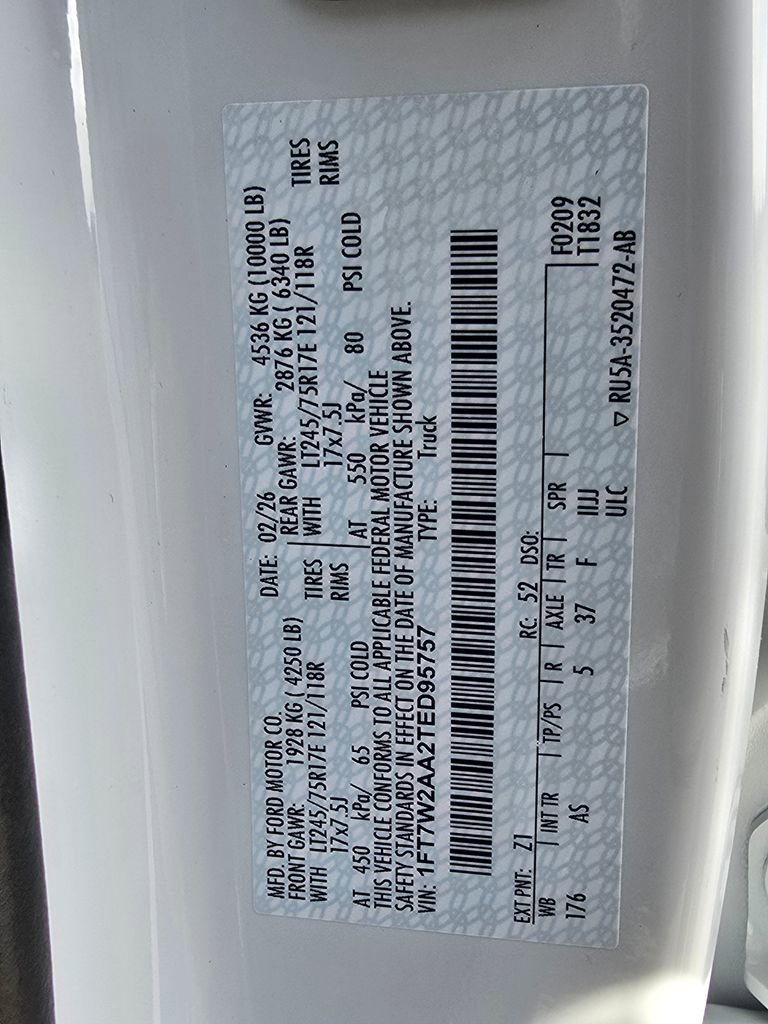 MFD. BY FORD MOTOR CO. DATE: 02/26 GVWR: 4536 KG (10000 LB)
FRONT GAWR: 1928 KG ( 4250 LB) REAR GAWR: 2876 KG ( 6340 LB)
WITH LT245/75R17E 121/118R TIRES WITH LT245/75R17E 121/118R TIRES
17x7.5J RIMS 17x7.5J RIMS
AT 450 kPa/ 65 PSI COLD AT 550 kPa/ 80 PSI COLD
THIS VEHICLE CONFORMS TO ALL APPLICABLE FEDERAL MOTOR VEHICLE
SAFETY STANDARDS IN EFFECT ON THE DATE OF MANUFACTURE SHOWN ABOVE.
VIN: 1FT7W2AA2TED95757 TYPE: Truck
EXT PNT: Z1 RC: 52 DSO:
WB INT TR TP/PS R AXLE TR SPR F0209
176 AS 5 37 F IIJJ T1832
ULC ▽ RU5A-3520472-AB